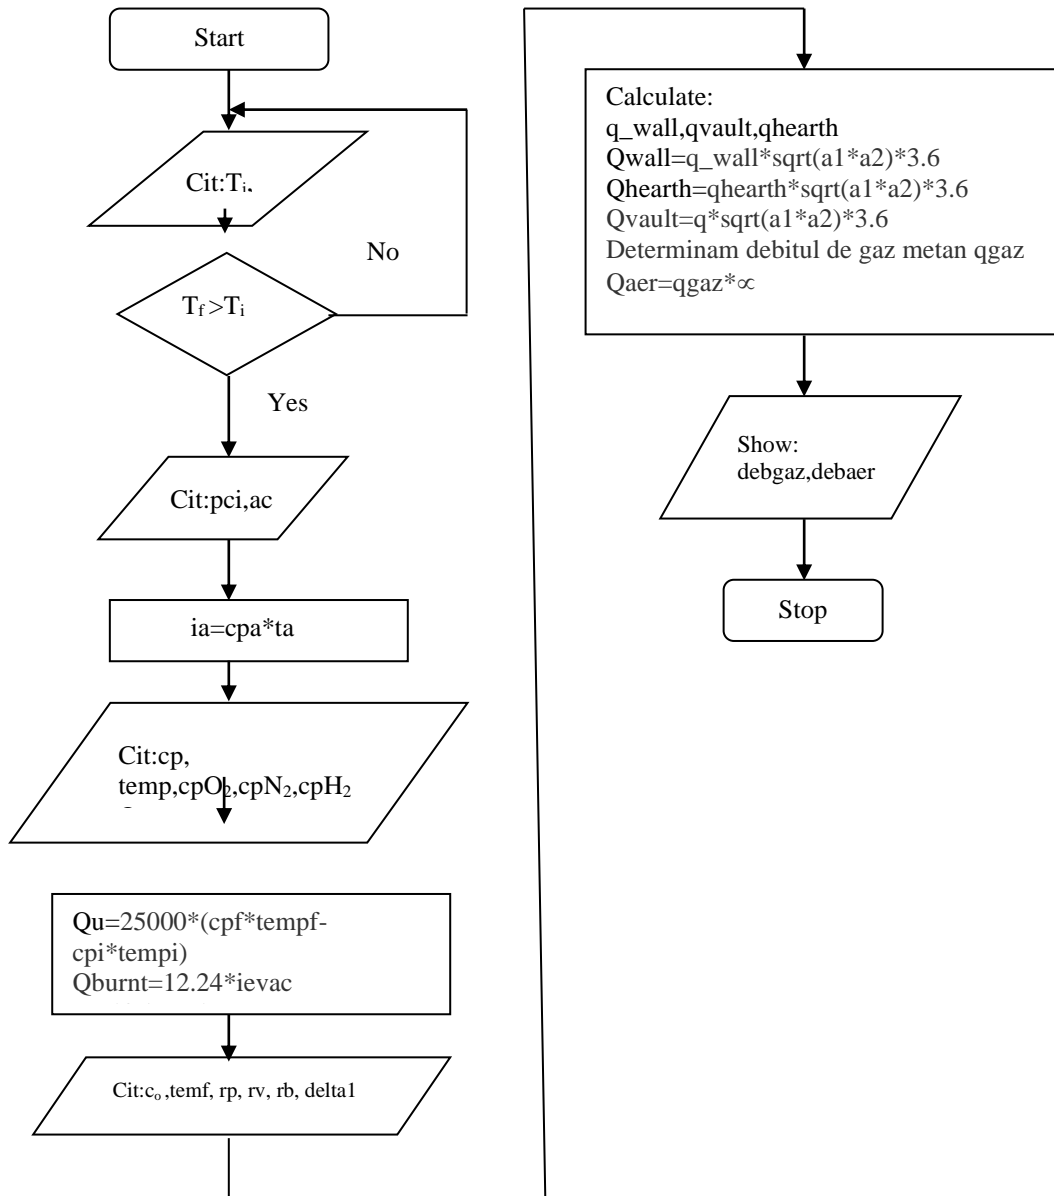 Start
Cit:Tᵢ,
No
T_f >Tᵢ
Yes
Cit:pci,ac
ia=cpa*ta
Cit:cp,
temp,cpO₂,cpN₂,cpH₂
Qu=25000*(cpf*tempf-
cpi*tempi)
Qburnt=12.24*ievac
Cit:cₒ ,temf, rp, rv, rb, delta1
Calculate:
q_wall,qvault,qhearth
Qwall=q_wall*sqrt(a1*a2)*3.6
Qhearth=qhearth*sqrt(a1*a2)*3.6
Qvault=q*sqrt(a1*a2)*3.6
Determinam debitul de gaz metan qgaz
Qaer=qgaz*∝
Show:
debgaz,debaer
Stop